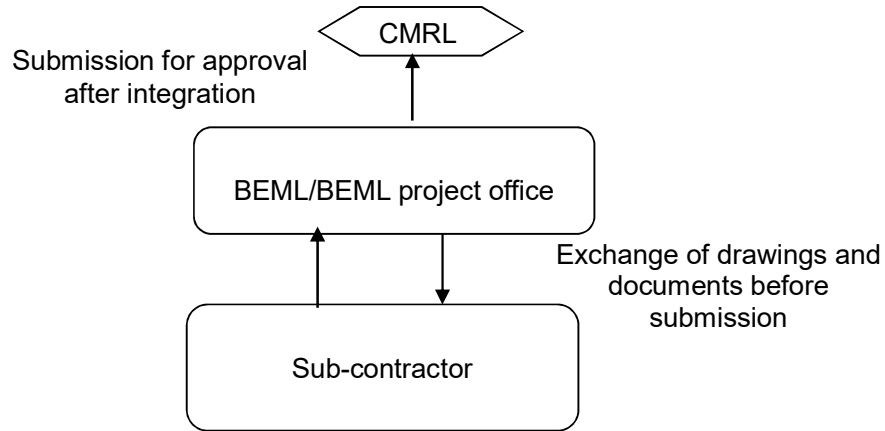 CMRL
Submission for approval
after integration
BEML/BEML project office
Exchange of drawings and
documents before
submission
Sub-contractor